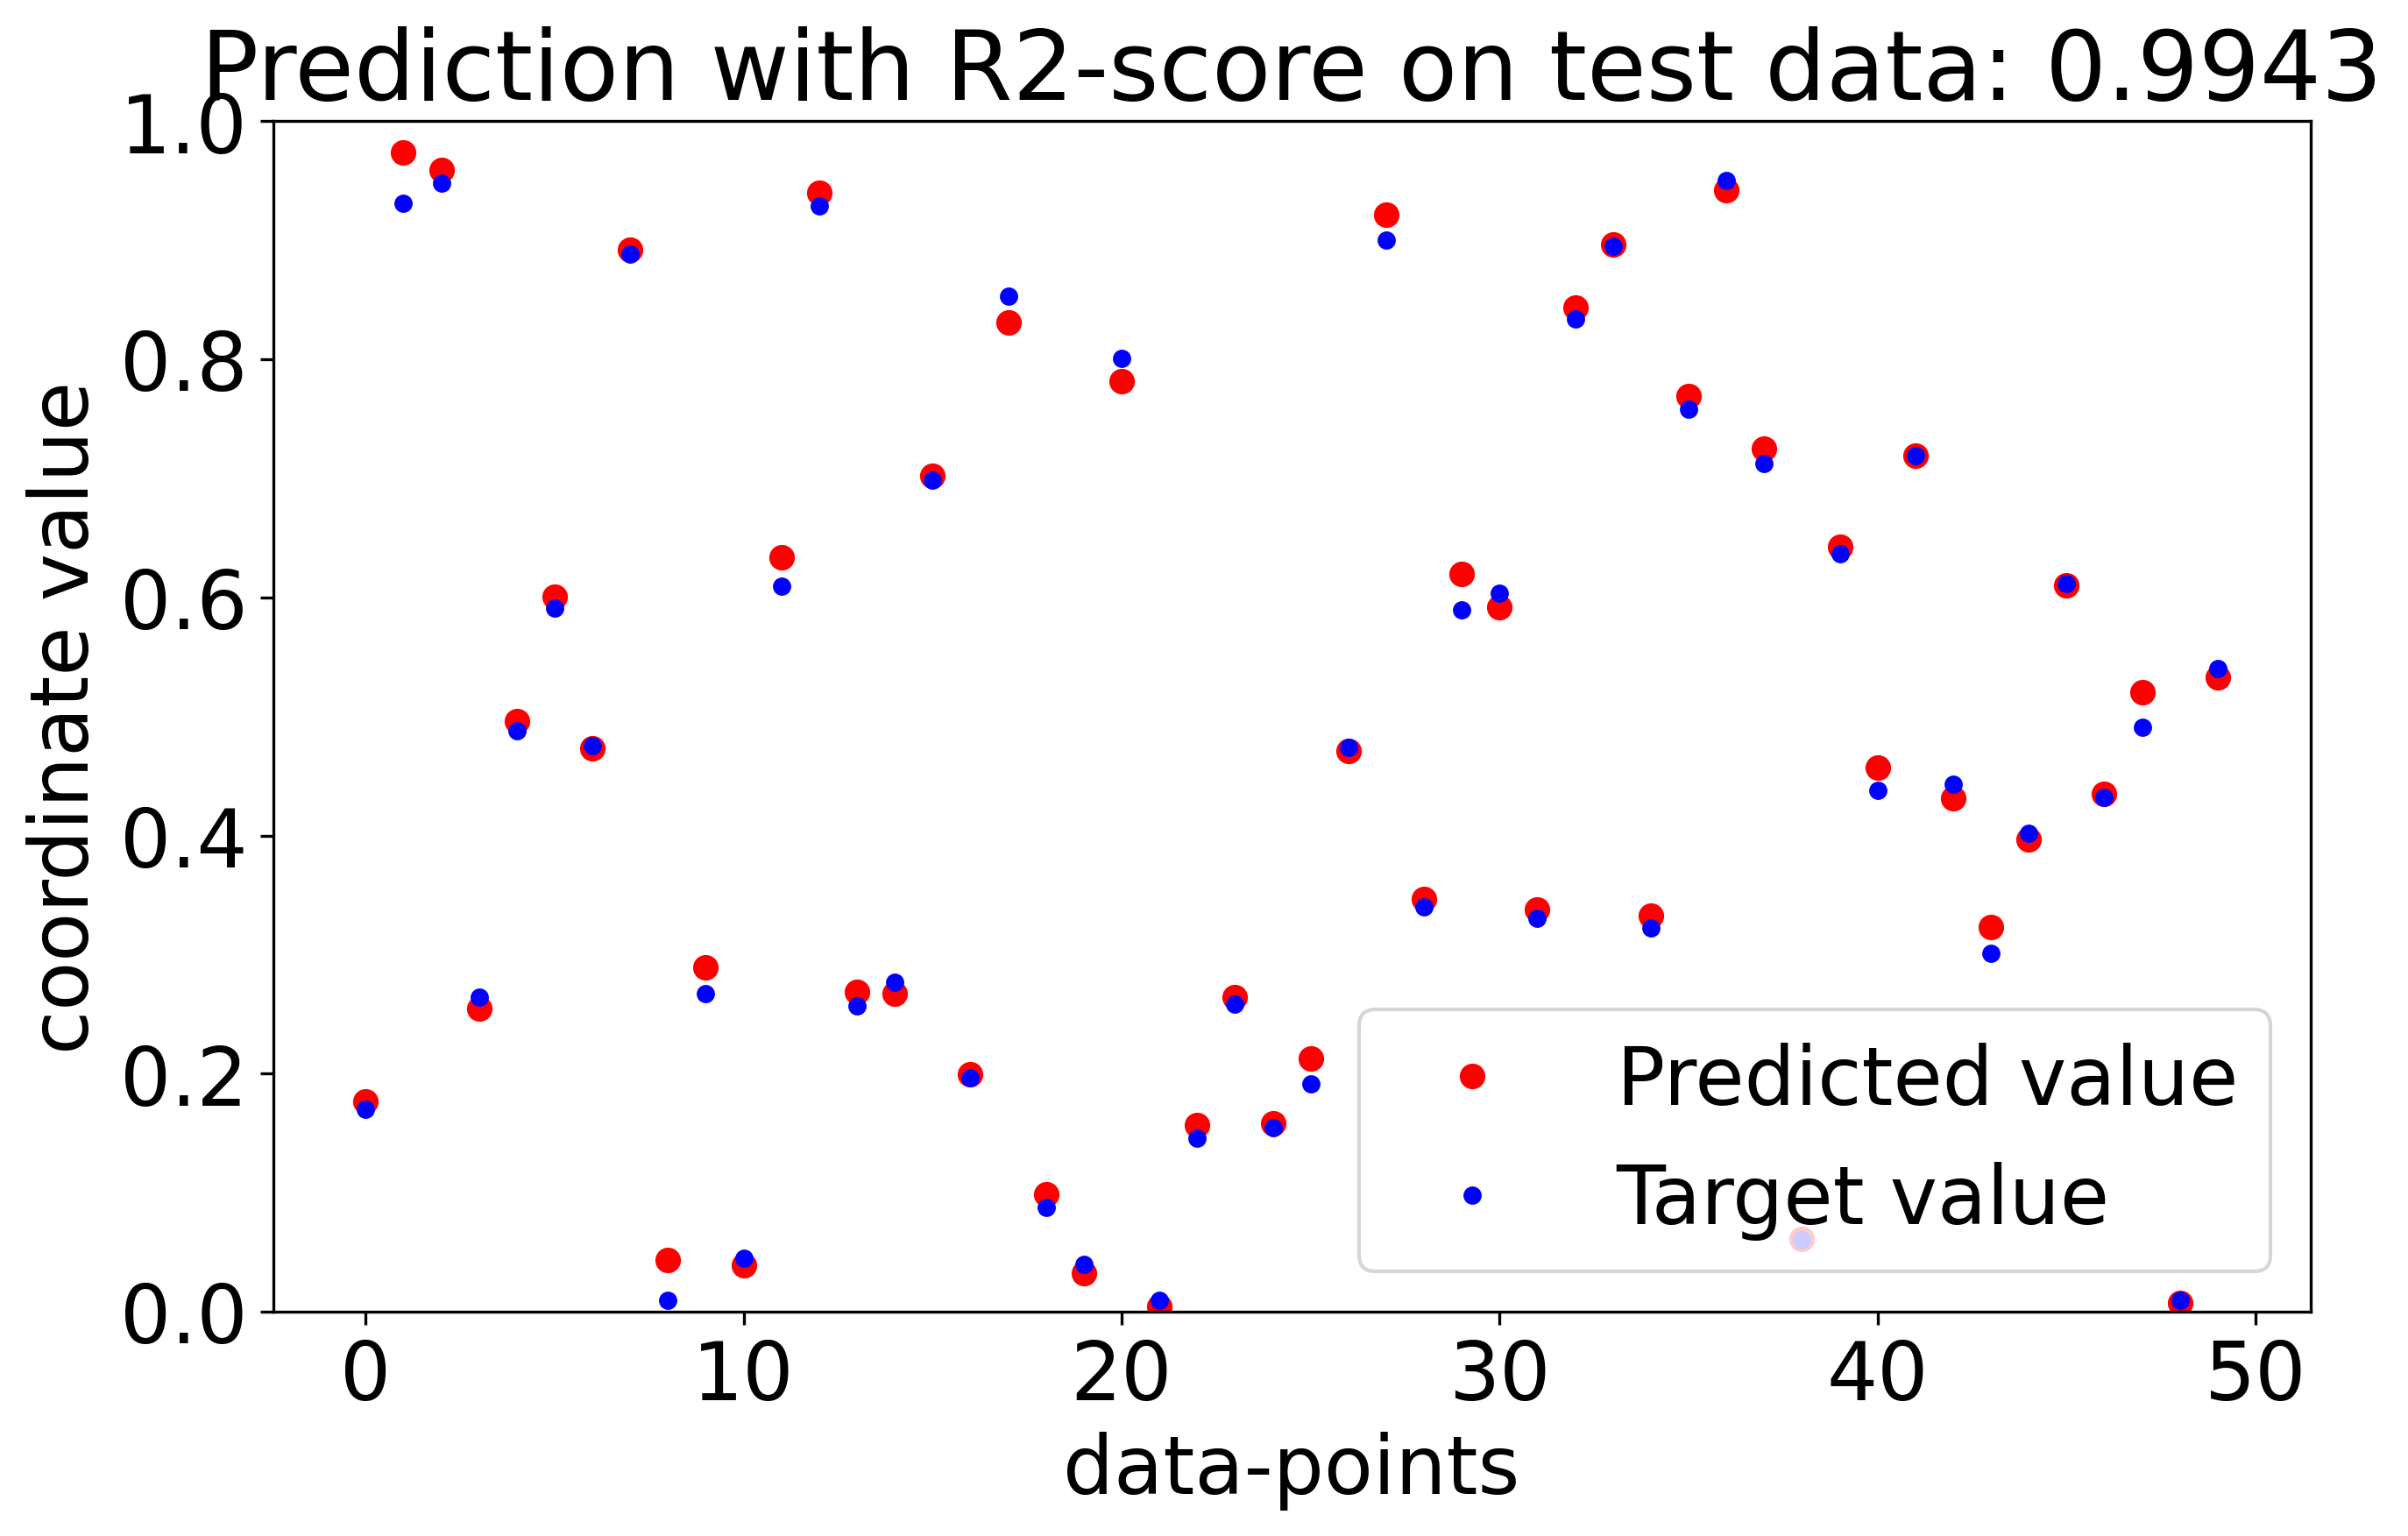 Prediction with R2-score on test data: 0.9943
1.0
0.8
0.6
0.4
0.2
0.0
coordinate value
Predicted value
Target value
0 10 20 30 40 50
data-points